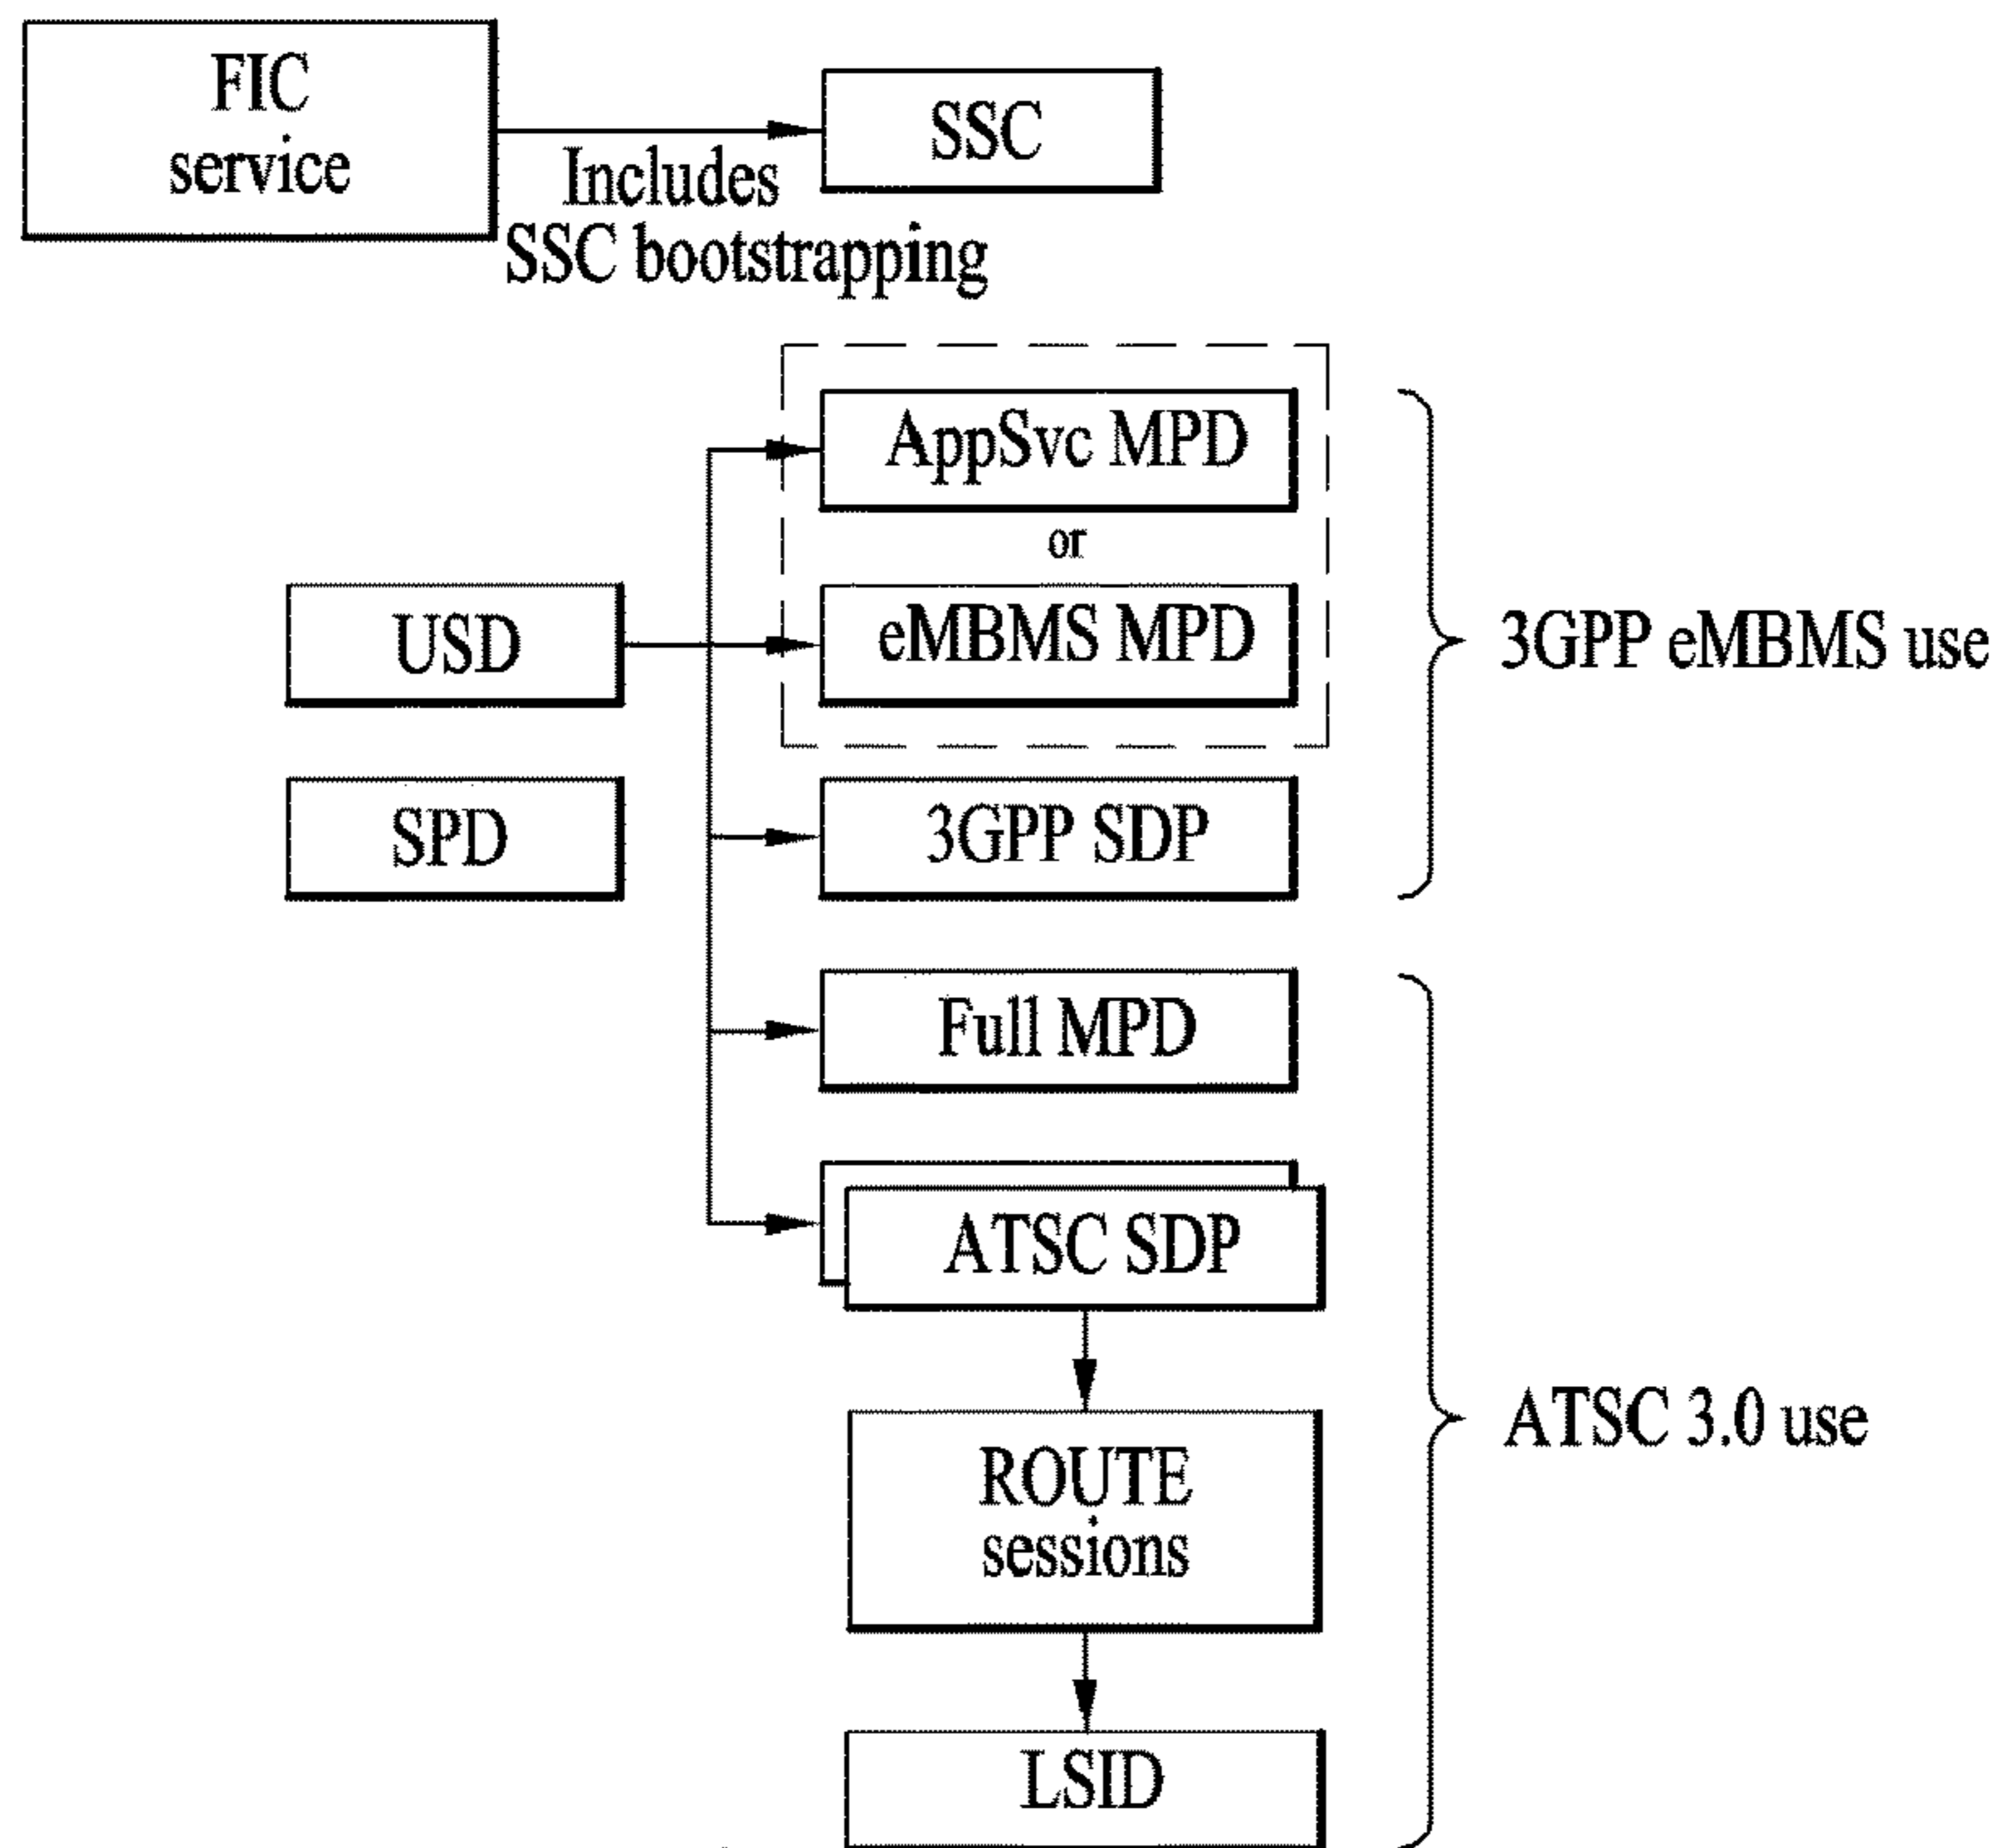 FIC
service
SSC
Includes
SSC bootstrapping
AppSvc MPD
or
USD
eMBMS MPD
3GPP eMBMS use
SPD
3GPP SDP
Full MPD
ATSC SDP
ATSC 3.0 use
ROUTE
sessions
LSID